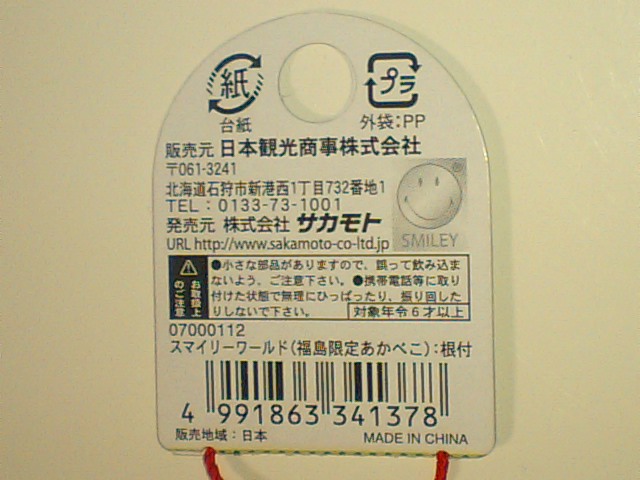 紙 プラ
台紙 外袋:PP
販売元 日本観光商事株式会社
〒061-3241
北海道石狩市新港西1丁目732番地1
TEL:0133-73-1001
発売元 株式会社 サカモト
URL http://www.sakamoto-co-ltd.jp
SMILEY
お取扱上のご注意
●小さな部品がありますので、誤って飲み込ま
ないよう、ご注意下さい。●携帯電話等に取り
付けた状態で無理にひっぱったり、振り回した
りしないで下さい。 対象年令6才以上
07000112
スマイリーワールド(福島限定あかべこ):根付
4 991863 341378
販売地域:日本 MADE IN CHINA